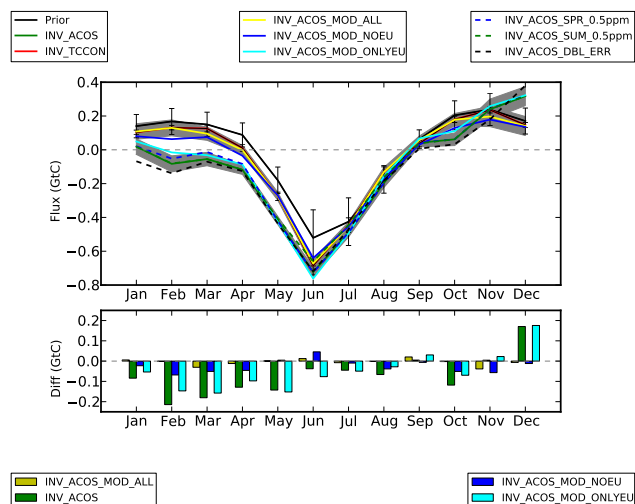 Prior
INV_ACOS
INV_TCCON
INV_ACOS_MOD_ALL
INV_ACOS_MOD_NOEU
INV_ACOS_MOD_ONLYEU
INV_ACOS_SPR_0.5ppm
INV_ACOS_SUM_0.5ppm
INV_ACOS_DBL_ERR
0.4
0.2
0.0
−0.2
−0.4
−0.6
−0.8
Flux (GtC)
Jan Feb Mar Apr May Jun Jul Aug Sep Oct Nov Dec
0.2
0.1
0.0
−0.1
−0.2
Diff (GtC)
Jan Feb Mar Apr May Jun Jul Aug Sep Oct Nov Dec
INV_ACOS_MOD_ALL
INV_ACOS
INV_ACOS_MOD_NOEU
INV_ACOS_MOD_ONLYEU